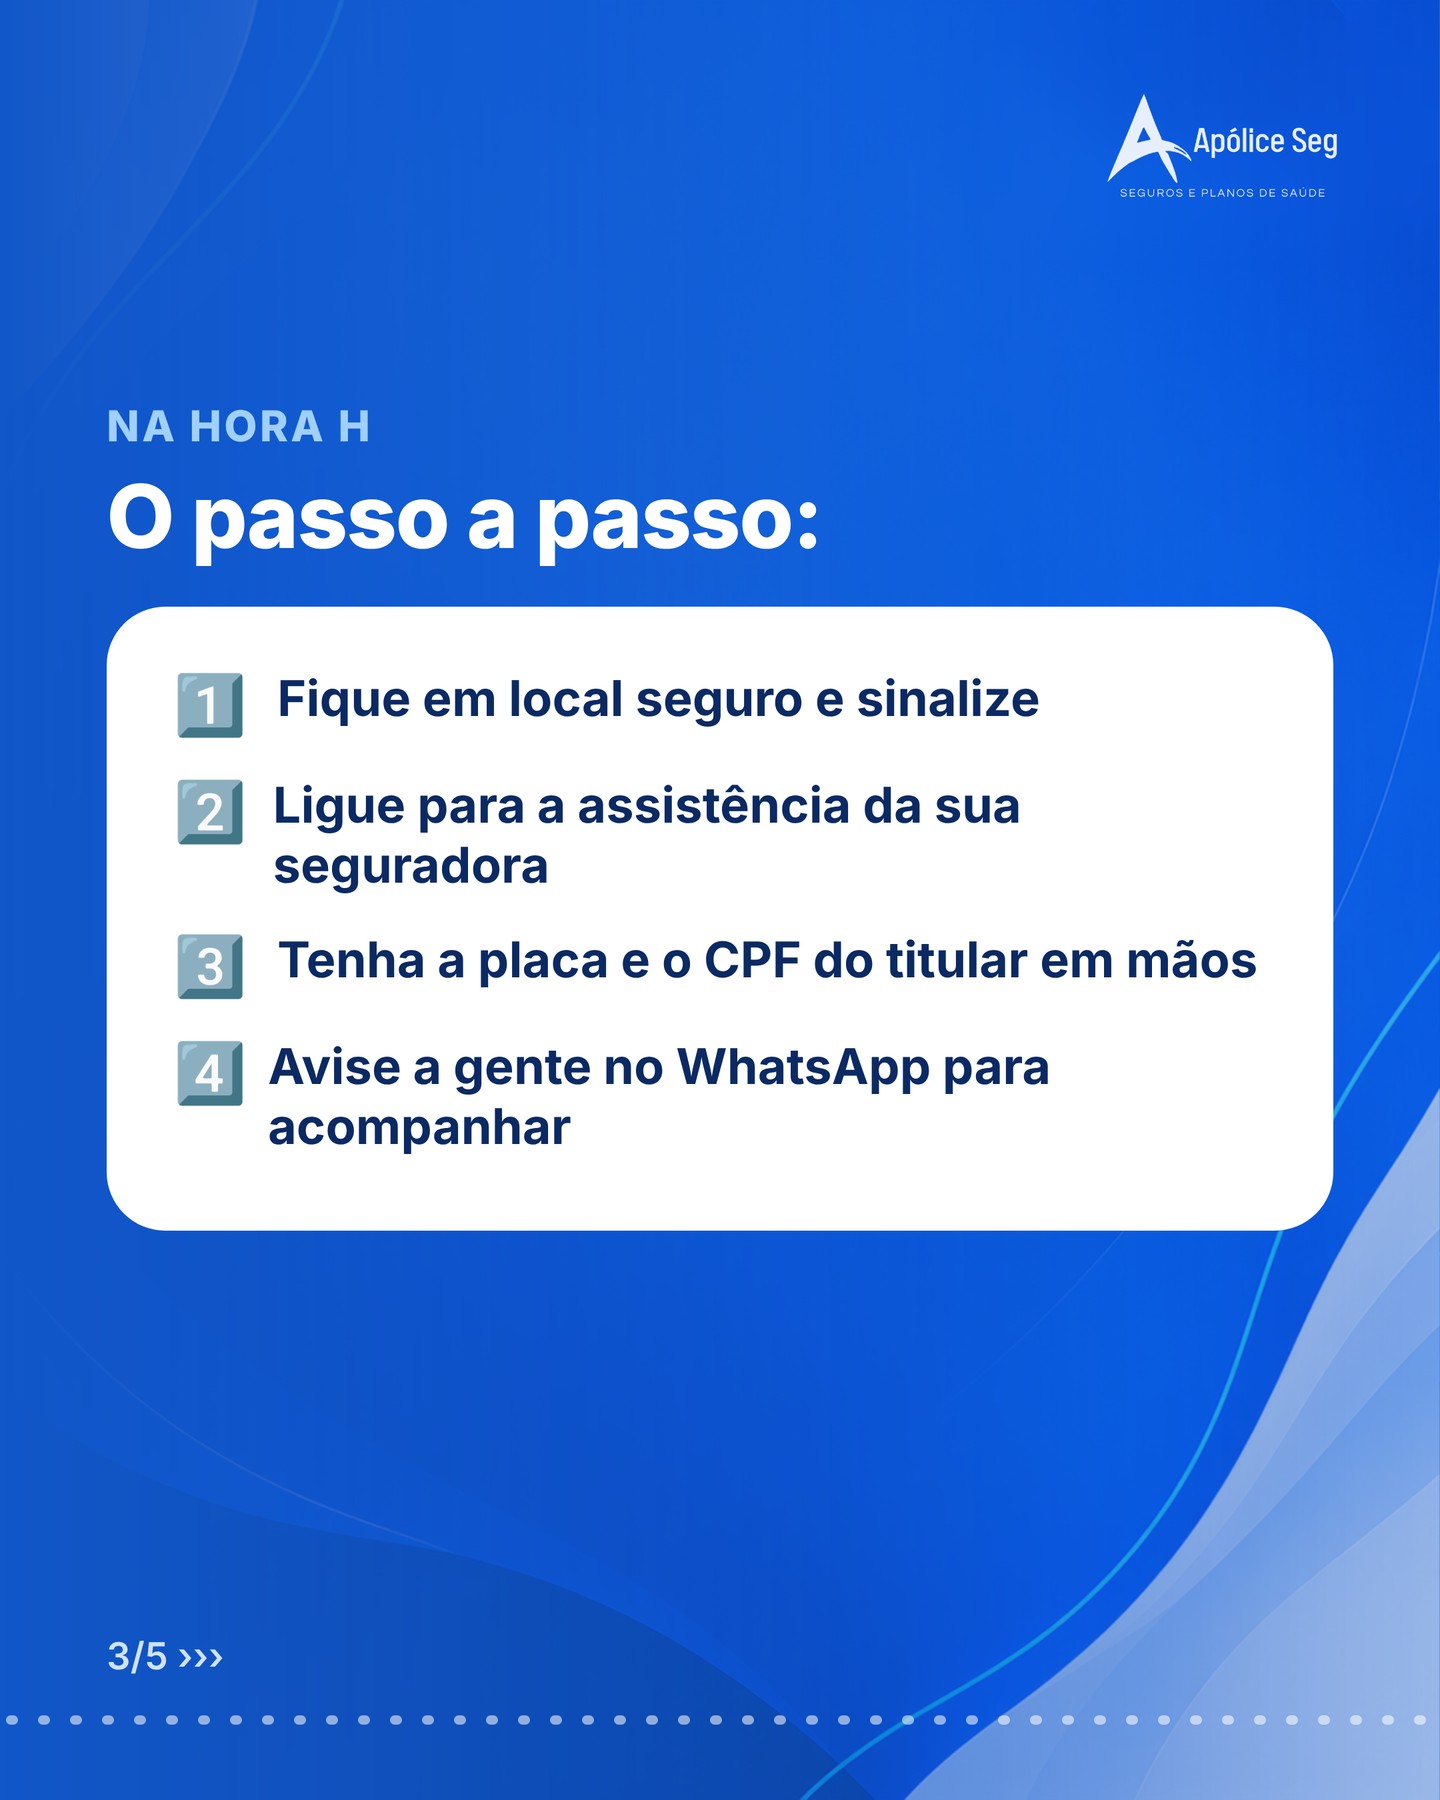 Apólice Seg
SEGUROS E PLANOS DE SAÚDE
NA HORA H
O passo a passo:
1 Fique em local seguro e sinalize
2 Ligue para a assistência da sua
seguradora
3 Tenha a placa e o CPF do titular em mãos
4 Avise a gente no WhatsApp para
acompanhar
3/5 ›››